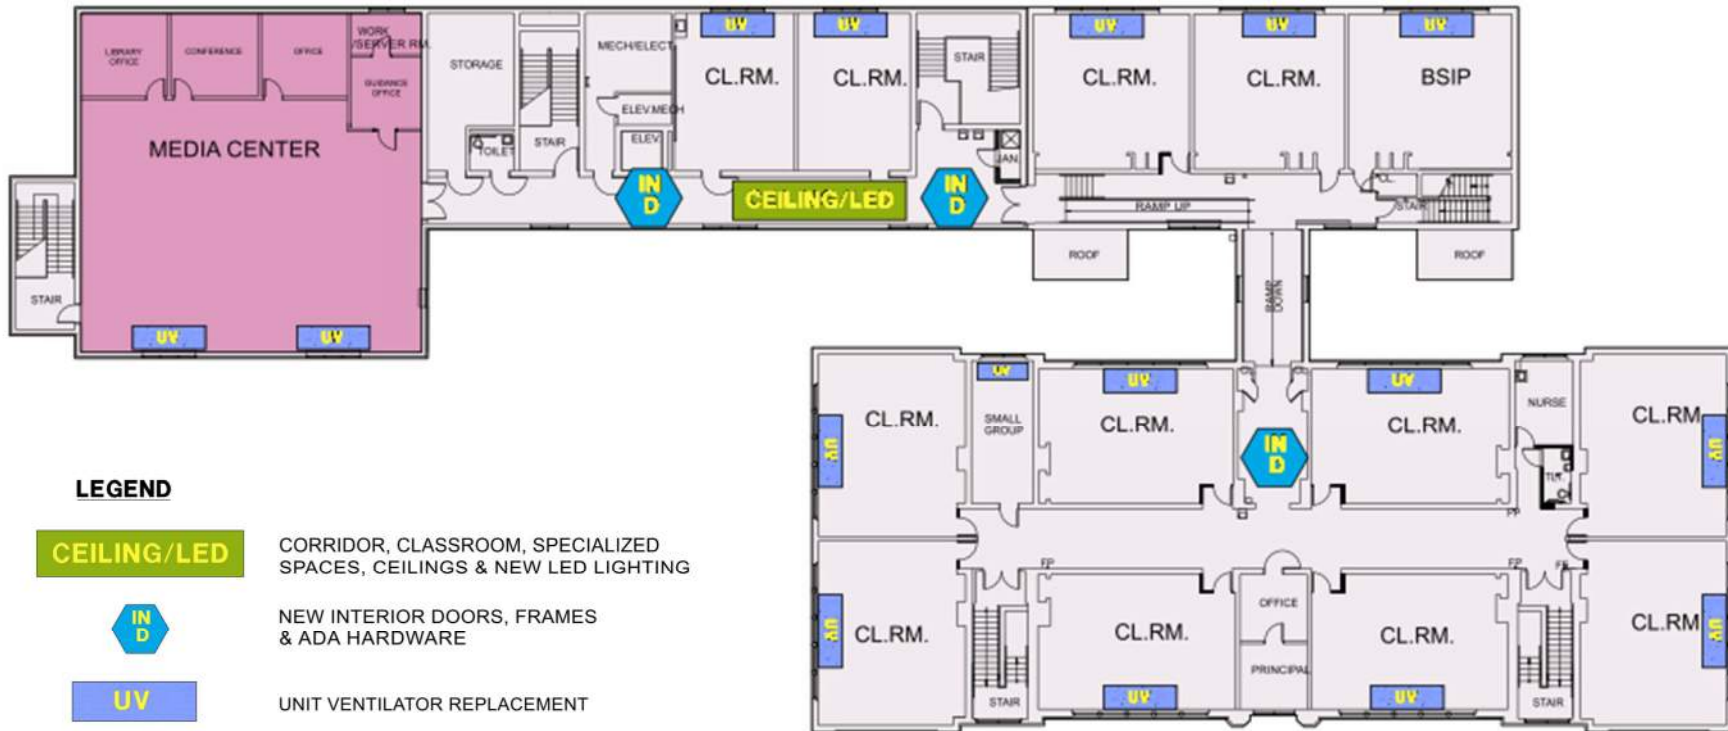 LIBRARY
OFFICE
CONFERENCE
OFFICE
WORK
/SERVER RM.
GUIDANCE
OFFICE
MEDIA CENTER
STAIR
UV
UV
STORAGE
TOILET
STAIR
MECH/ELECT
ELEV.MECH
ELEV.
IN
D
UV
CL.RM.
UV
CL.RM.
CEILING/LED
STAIR
JAN.
IN
D
UV
CL.RM.
UV
CL.RM.
UV
BSIP
CL.
STAIR
RAMP UP
ROOF
ROOF
RAMP
DOWN
CL.RM.
UV
UV
SMALL
GROUP
UV
CL.RM.
IN
D
UV
CL.RM.
NURSE
TLT.
CL.RM.
UV
FP
FP
FP
FE
CL.RM.
UV
STAIR
CL.RM.
UV
OFFICE
PRINCIPAL
CL.RM.
UV
STAIR
CL.RM.
UV
LEGEND
CEILING/LED
CORRIDOR, CLASSROOM, SPECIALIZED
SPACES, CEILINGS & NEW LED LIGHTING
IN
D
NEW INTERIOR DOORS, FRAMES
& ADA HARDWARE
UV
UNIT VENTILATOR REPLACEMENT